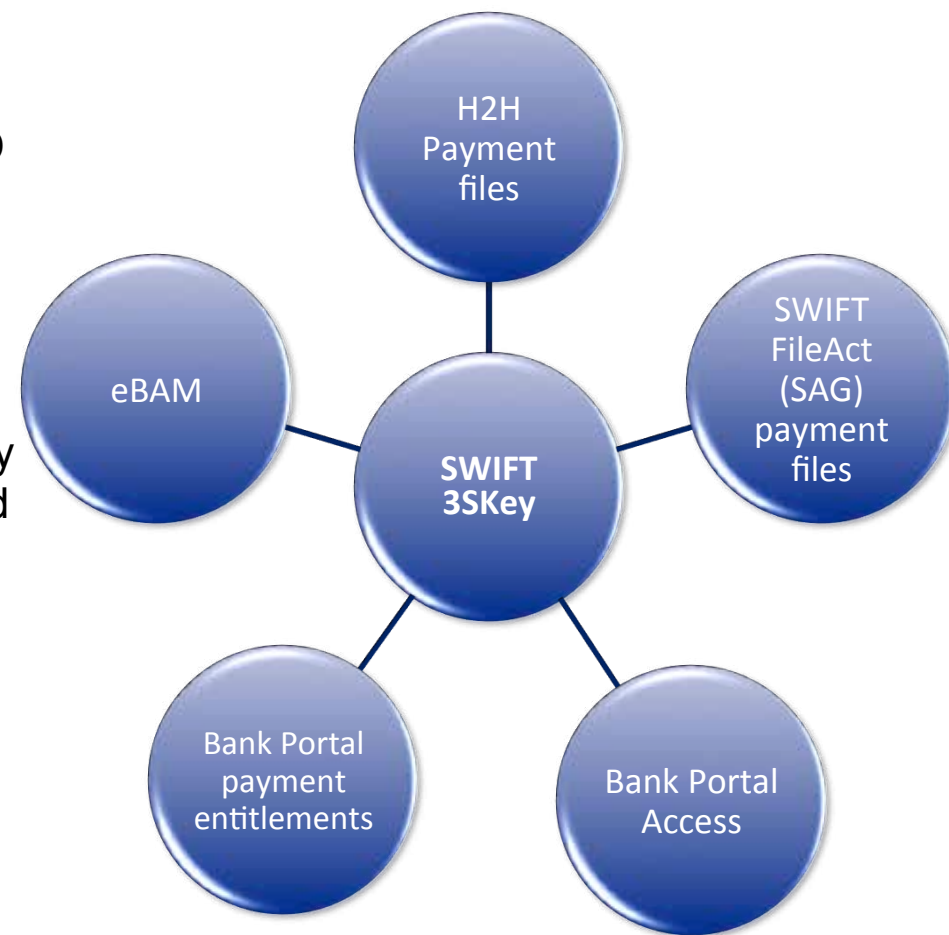 H2H
Payment
files
SWIFT
FileAct
(SAG)
payment
files
eBAM
SWIFT
3SKey
Bank Portal
payment
entitlements
Bank Portal
Access